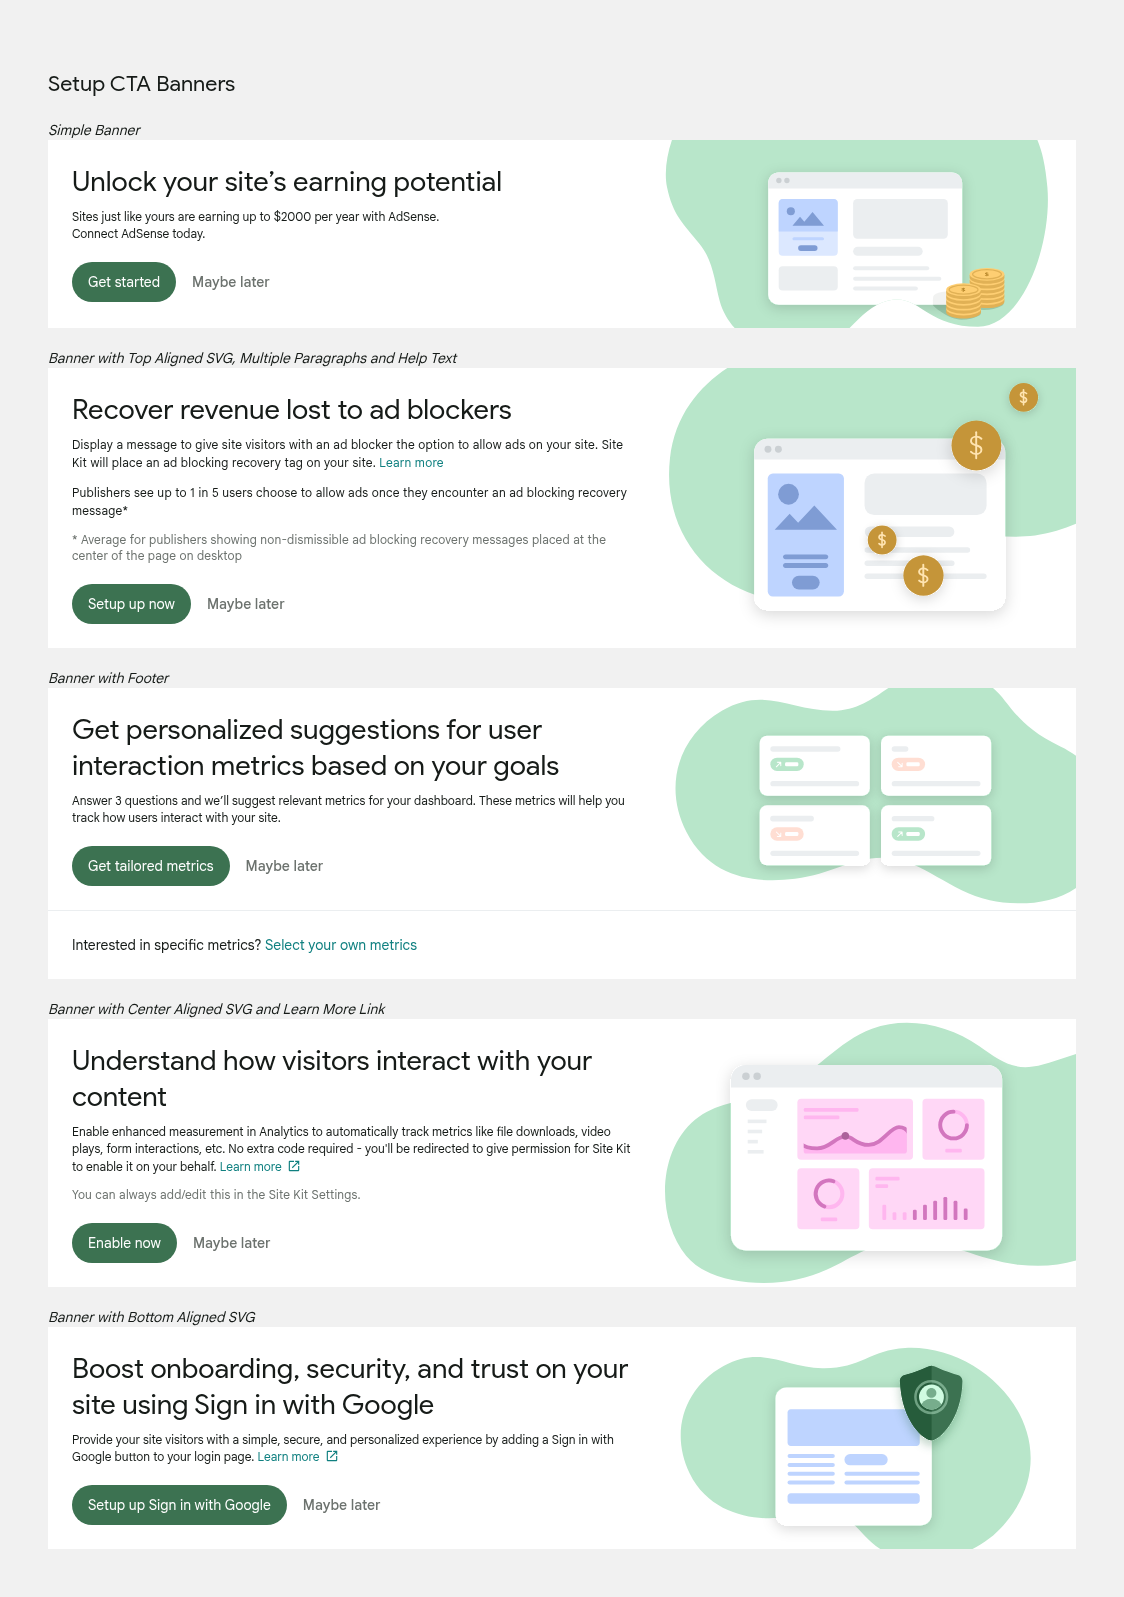 Setup CTA Banners
Simple Banner
Unlock your site’s earning potential
Sites just like yours are earning up to $2000 per year with AdSense.
Connect AdSense today.
Get started
Maybe later
$
$
Banner with Top Aligned SVG, Multiple Paragraphs and Help Text
Recover revenue lost to ad blockers
Display a message to give site visitors with an ad blocker the option to allow ads on your site. Site
Kit will place an ad blocking recovery tag on your site. Learn more
Publishers see up to 1 in 5 users choose to allow ads once they encounter an ad blocking recovery
message*
* Average for publishers showing non-dismissible ad blocking recovery messages placed at the
center of the page on desktop
Setup up now
Maybe later
$
$
$
$
Banner with Footer
Get personalized suggestions for user
interaction metrics based on your goals
Answer 3 questions and we’ll suggest relevant metrics for your dashboard. These metrics will help you
track how users interact with your site.
Get tailored metrics
Maybe later
Interested in specific metrics? Select your own metrics
Banner with Center Aligned SVG and Learn More Link
Understand how visitors interact with your
content
Enable enhanced measurement in Analytics to automatically track metrics like file downloads, video
plays, form interactions, etc. No extra code required - you'll be redirected to give permission for Site Kit
to enable it on your behalf. Learn more
You can always add/edit this in the Site Kit Settings.
Enable now
Maybe later
Banner with Bottom Aligned SVG
Boost onboarding, security, and trust on your
site using Sign in with Google
Provide your site visitors with a simple, secure, and personalized experience by adding a Sign in with
Google button to your login page. Learn more
Setup up Sign in with Google
Maybe later